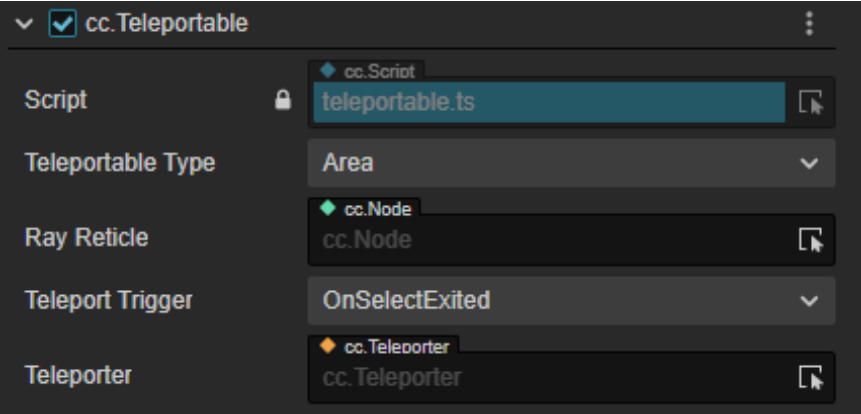 cc.Teleportable
cc.Script
Script teleportable.ts
Teleportable Type Area
cc.Node
Ray Reticle cc.Node
Teleport Trigger OnSelectExited
cc.Teleporter
Teleporter cc.Teleporter